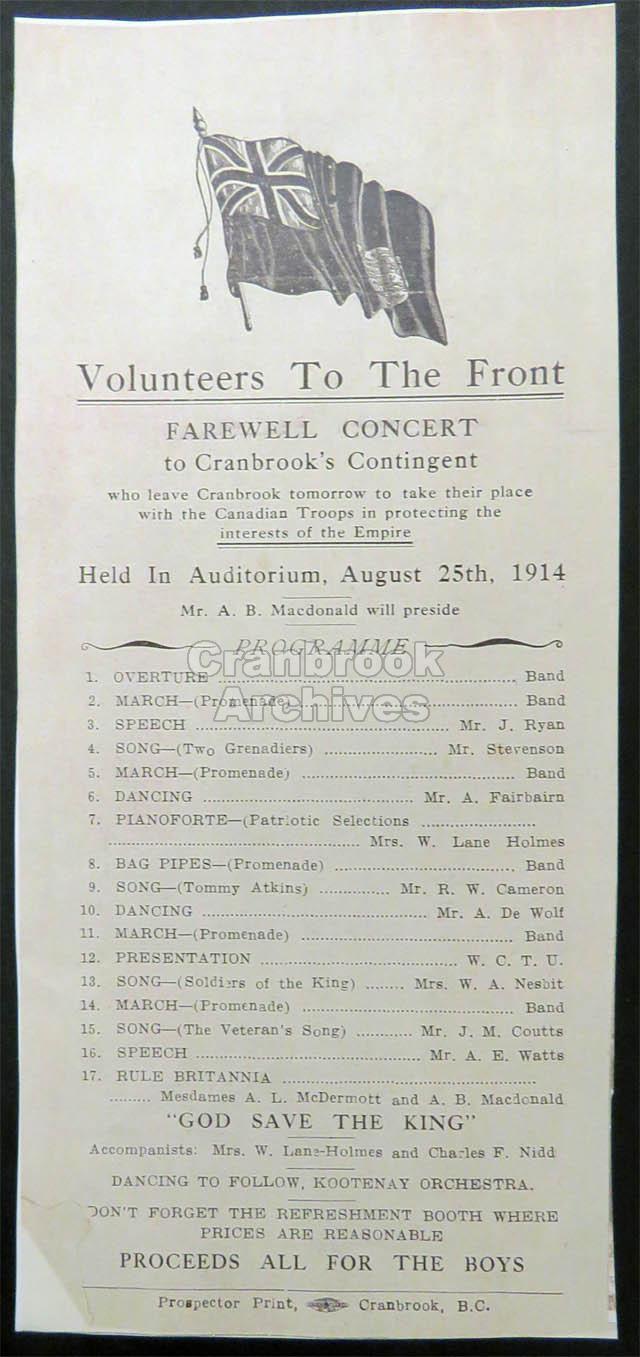 Volunteers To The Front
FAREWELL CONCERT
to Cranbrook's Contingent
who leave Cranbrook tomorrow to take their place
with the Canadian Troops in protecting the
interests of the Empire
Held In Auditorium, August 25th, 1914
Mr. A. B. Macdonald will preside
PROGRAMME
Cranbrook
Archives
1. OVERTURE ........ Band
2. MARCH—(Promenade) ........ Band
3. SPEECH ........ Mr. J. Ryan
4. SONG—(Two Grenadiers) ........ Mr. Stevenson
5. MARCH—(Promenade) ........ Band
6. DANCING ........ Mr. A. Fairbairn
7. PIANOFORTE—(Patriotic Selections ........
........ Mrs. W. Lane Holmes
8. BAG PIPES—(Promenade) ........ Band
9. SONG—(Tommy Atkins) ........ Mr. R. W. Cameron
10. DANCING ........ Mr. A. De Wolf
11. MARCH—(Promenade) ........ Band
12. PRESENTATION ........ W. C. T. U.
13. SONG—(Soldiers of the King) ........ Mrs. W. A. Nesbit
14. MARCH—(Promenade) ........ Band
15. SONG—(The Veteran's Song) ........ Mr. J. M. Coutts
16. SPEECH ........ Mr. A. E. Watts
17. RULE BRITANNIA ........
........ Mesdames A. L. McDermott and A. B. Macdonald
"GOD SAVE THE KING"
Accompanists: Mrs. W. Lane-Holmes and Charles F. Nidd
DANCING TO FOLLOW, KOOTENAY ORCHESTRA.
DON'T FORGET THE REFRESHMENT BOOTH WHERE
PRICES ARE REASONABLE
PROCEEDS ALL FOR THE BOYS
Prospector Print, Cranbrook, B.C.